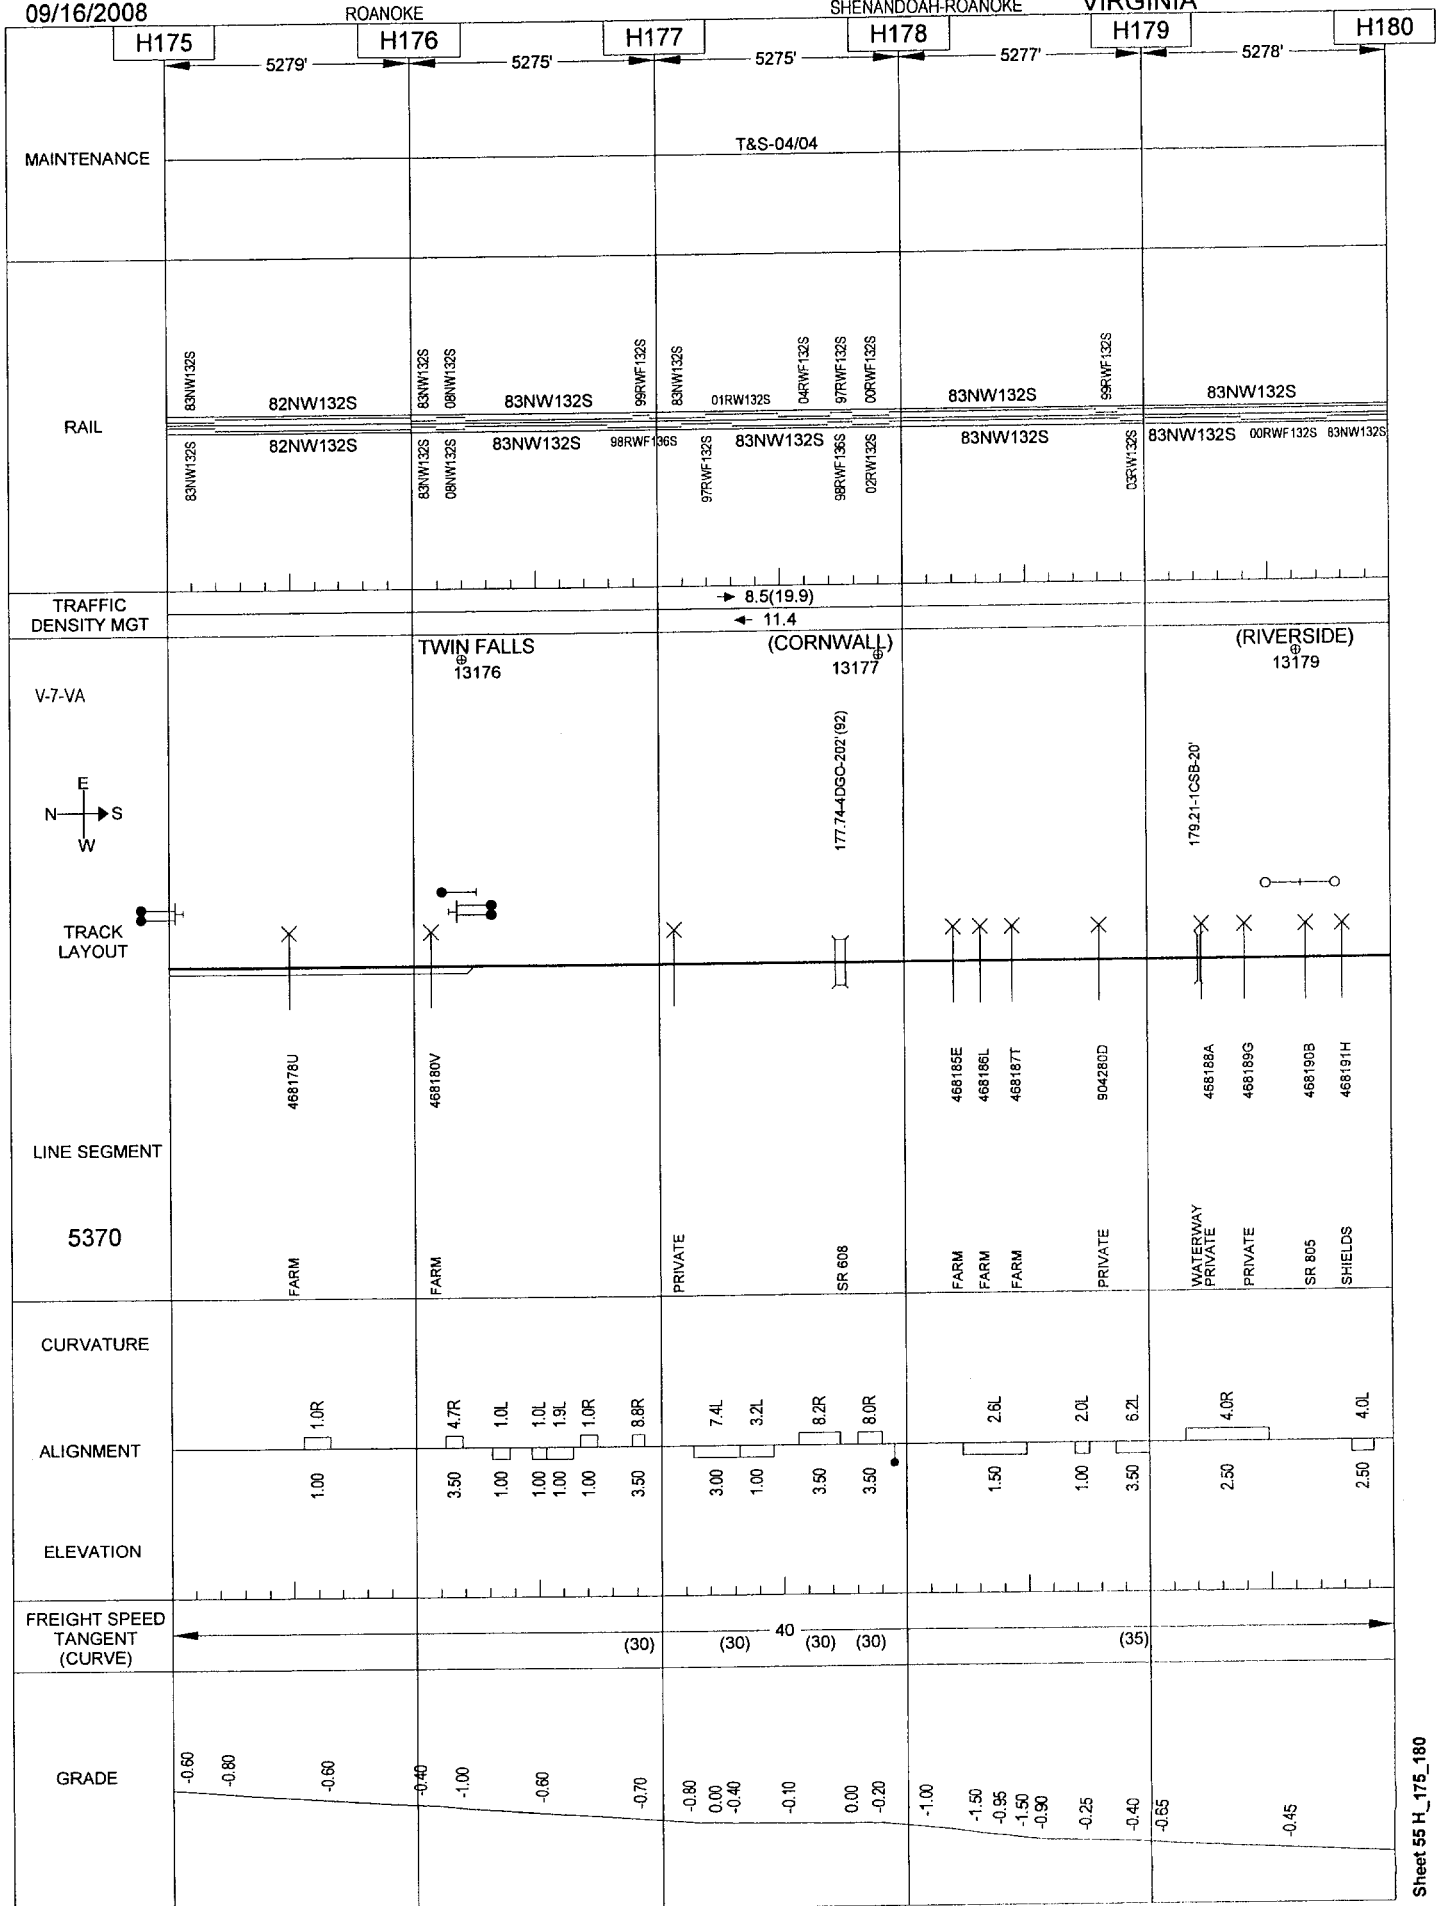 09/16/2008 ROANOKE SHENANDOAH-ROANOKE VIRGINIA
H175 H176 H177 H178 H179 H180
5279' 5275' 5275' 5277' 5278'
MAINTENANCE
T&S-04/04
RAIL
83NW132S 82NW132S 83NW132S 08NW132S 83NW132S 99RWF132S 83NW132S 01RW132S 04RWF132S 97RWF132S 00RWF132S 83NW132S 99RWF132S 83NW132S
83NW132S 82NW132S 83NW132S 08NW132S 83NW132S 98RWF136S 97RWF132S 83NW132S 98RWF136S 02RW132S 83NW132S 03RW132S 83NW132S 00RWF132S 83NW132S
TRAFFIC
DENSITY MGT
8.5(19.9)
11.4
TWIN FALLS (CORNWALL) (RIVERSIDE)
13176 13177 13179
V-7-VA
177.74-4DGO-202'(92) 179.21-1CSB-20'
E
N S
W
TRACK
LAYOUT
468178U 468180V 468185E 468186L 468187T 904280D 468188A 468189G 468190B 468191H
LINE SEGMENT
5370
FARM FARM PRIVATE SR 608 FARM FARM FARM PRIVATE WATERWAY PRIVATE PRIVATE SR 805 SHIELDS
CURVATURE
1.0R 4.7R 1.0L 1.0L 1.9L 1.0R 8.8R 7.4L 3.2L 8.2R 8.0R 2.6L 2.0L 6.2L 4.0R 4.0L
ALIGNMENT
1.00 3.50 1.00 1.00 1.00 1.00 3.50 3.00 1.00 3.50 3.50 1.50 1.00 3.50 2.50 2.50
ELEVATION
FREIGHT SPEED
TANGENT
(CURVE)
40
(30) (30) (30) (30) (35)
GRADE
-0.60 -0.80 -0.60 -0.40 -1.00 -0.60 -0.70 -0.80 0.00 -0.40 -0.10 0.00 -0.20 -1.00 -1.50 -0.95 -1.50 -0.90 -0.25 -0.40 -0.65 -0.45
Sheet 55 H_175_180